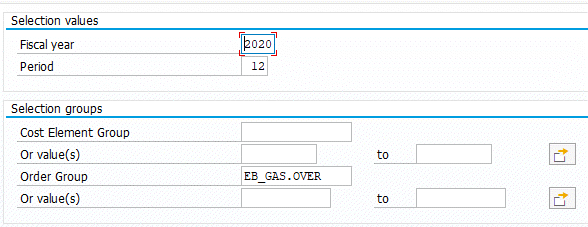 Selection values
Fiscal year 2020
Period 12
Selection groups
Cost Element Group
Or value(s) to
Order Group EB_GAS.OVER
Or value(s) to